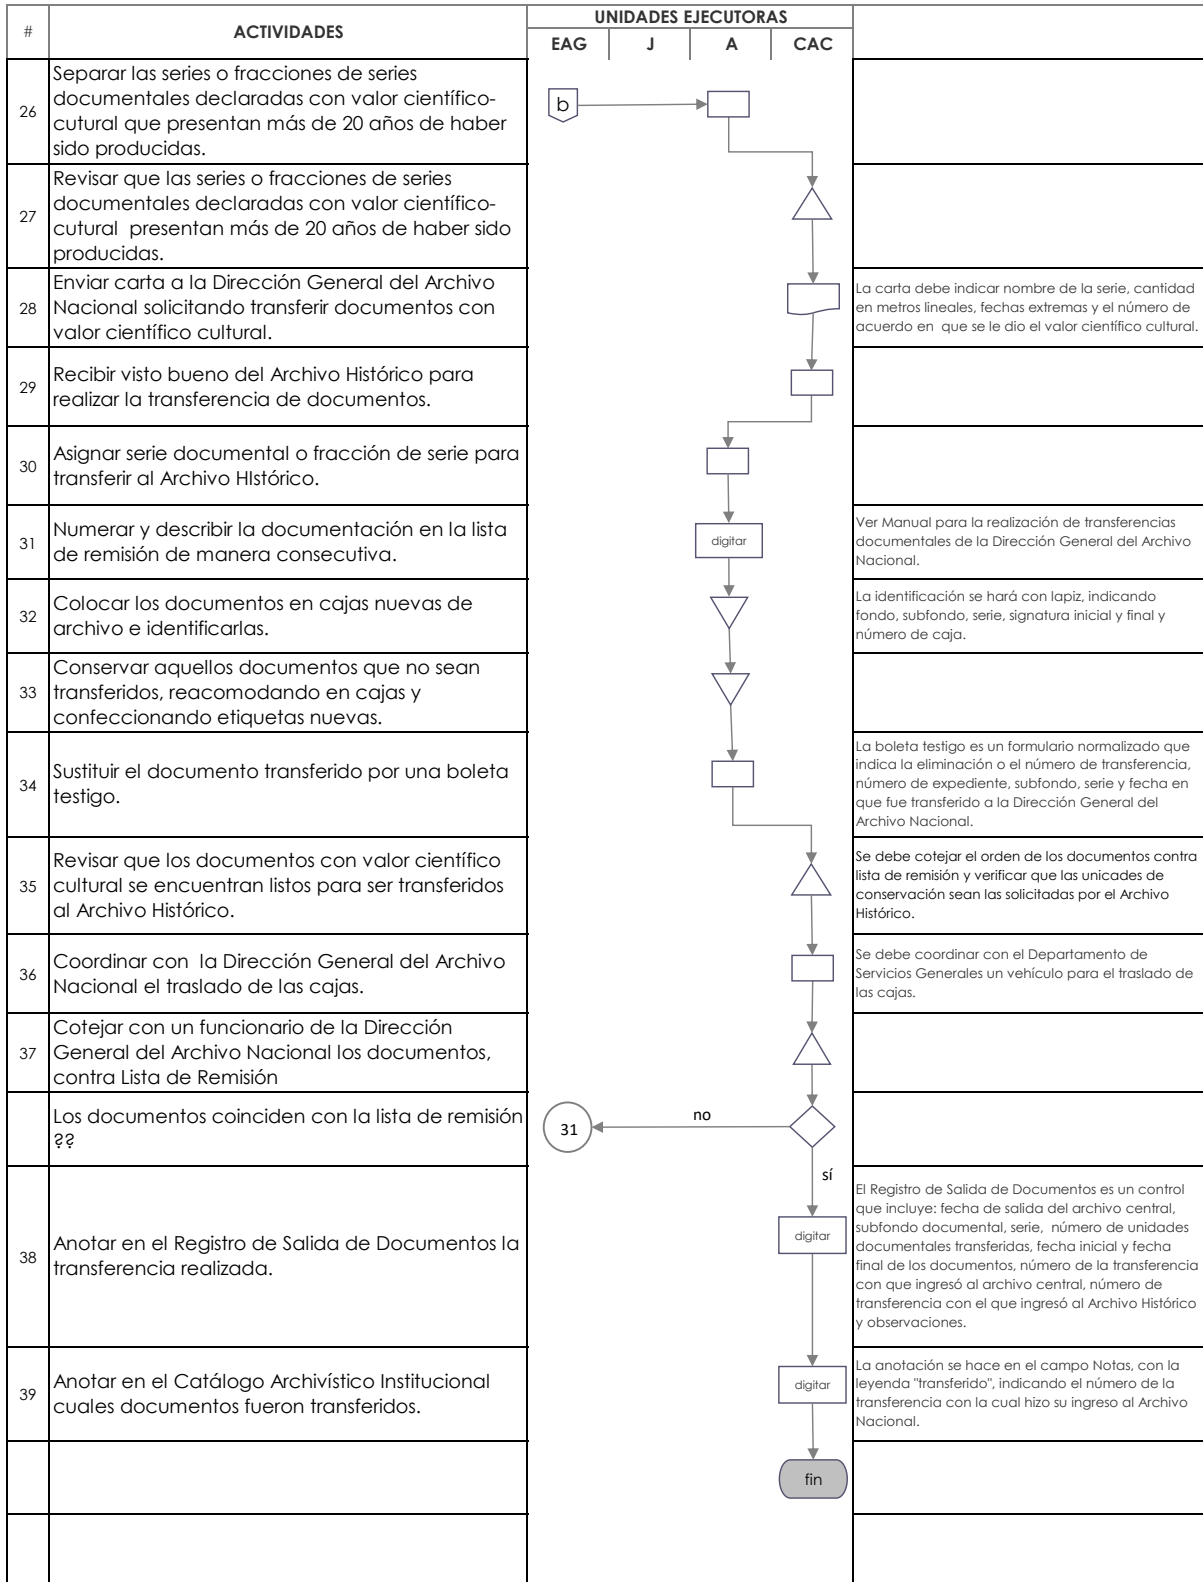 #
ACTIVIDADES
UNIDADES EJECUTORAS
EAG
J
A
CAC
26
Separar las series o fracciones de series
documentales declaradas con valor científico-
cutural que presentan más de 20 años de haber
sido producidas.
b
27
Revisar que las series o fracciones de series
documentales declaradas con valor científico-
cutural presentan más de 20 años de haber sido
producidas.
28
Enviar carta a la Dirección General del Archivo
Nacional solicitando transferir documentos con
valor científico cultural.
La carta debe indicar nombre de la serie, cantidad
en metros lineales, fechas extremas y el número de
acuerdo en que se le dio el valor científico cultural.
29
Recibir visto bueno del Archivo Histórico para
realizar la transferencia de documentos.
30
Asignar serie documental o fracción de serie para
transferir al Archivo HIstórico.
31
Numerar y describir la documentación en la lista
de remisión de manera consecutiva.
digitar
Ver Manual para la realización de transferencias
documentales de la Dirección General del Archivo
Nacional.
32
Colocar los documentos en cajas nuevas de
archivo e identificarlas.
La identificación se hará con lapiz, indicando
fondo, subfondo, serie, signatura inicial y final y
número de caja.
33
Conservar aquellos documentos que no sean
transferidos, reacomodando en cajas y
confeccionando etiquetas nuevas.
34
Sustituir el documento transferido por una boleta
testigo.
La boleta testigo es un formulario normalizado que
indica la eliminación o el número de transferencia,
número de expediente, subfondo, serie y fecha en
que fue transferido a la Dirección General del
Archivo Nacional.
35
Revisar que los documentos con valor científico
cultural se encuentran listos para ser transferidos
al Archivo Histórico.
Se debe cotejar el orden de los documentos contra
lista de remisión y verificar que las unicades de
conservación sean las solicitadas por el Archivo
Histórico.
36
Coordinar con la Dirección General del Archivo
Nacional el traslado de las cajas.
Se debe coordinar con el Departamento de
Servicios Generales un vehículo para el traslado de
las cajas.
37
Cotejar con un funcionario de la Dirección
General del Archivo Nacional los documentos,
contra Lista de Remisión
Los documentos coinciden con la lista de remisión
??
31
no
sí
38
Anotar en el Registro de Salida de Documentos la
transferencia realizada.
digitar
El Registro de Salida de Documentos es un control
que incluye: fecha de salida del archivo central,
subfondo documental, serie, número de unidades
documentales transferidas, fecha inicial y fecha
final de los documentos, número de la transferencia
con que ingresó al archivo central, número de
transferencia con el que ingresó al Archivo Histórico
y observaciones.
39
Anotar en el Catálogo Archivístico Institucional
cuales documentos fueron transferidos.
digitar
La anotación se hace en el campo Notas, con la
leyenda "transferido", indicando el número de la
transferencia con la cual hizo su ingreso al Archivo
Nacional.
fin